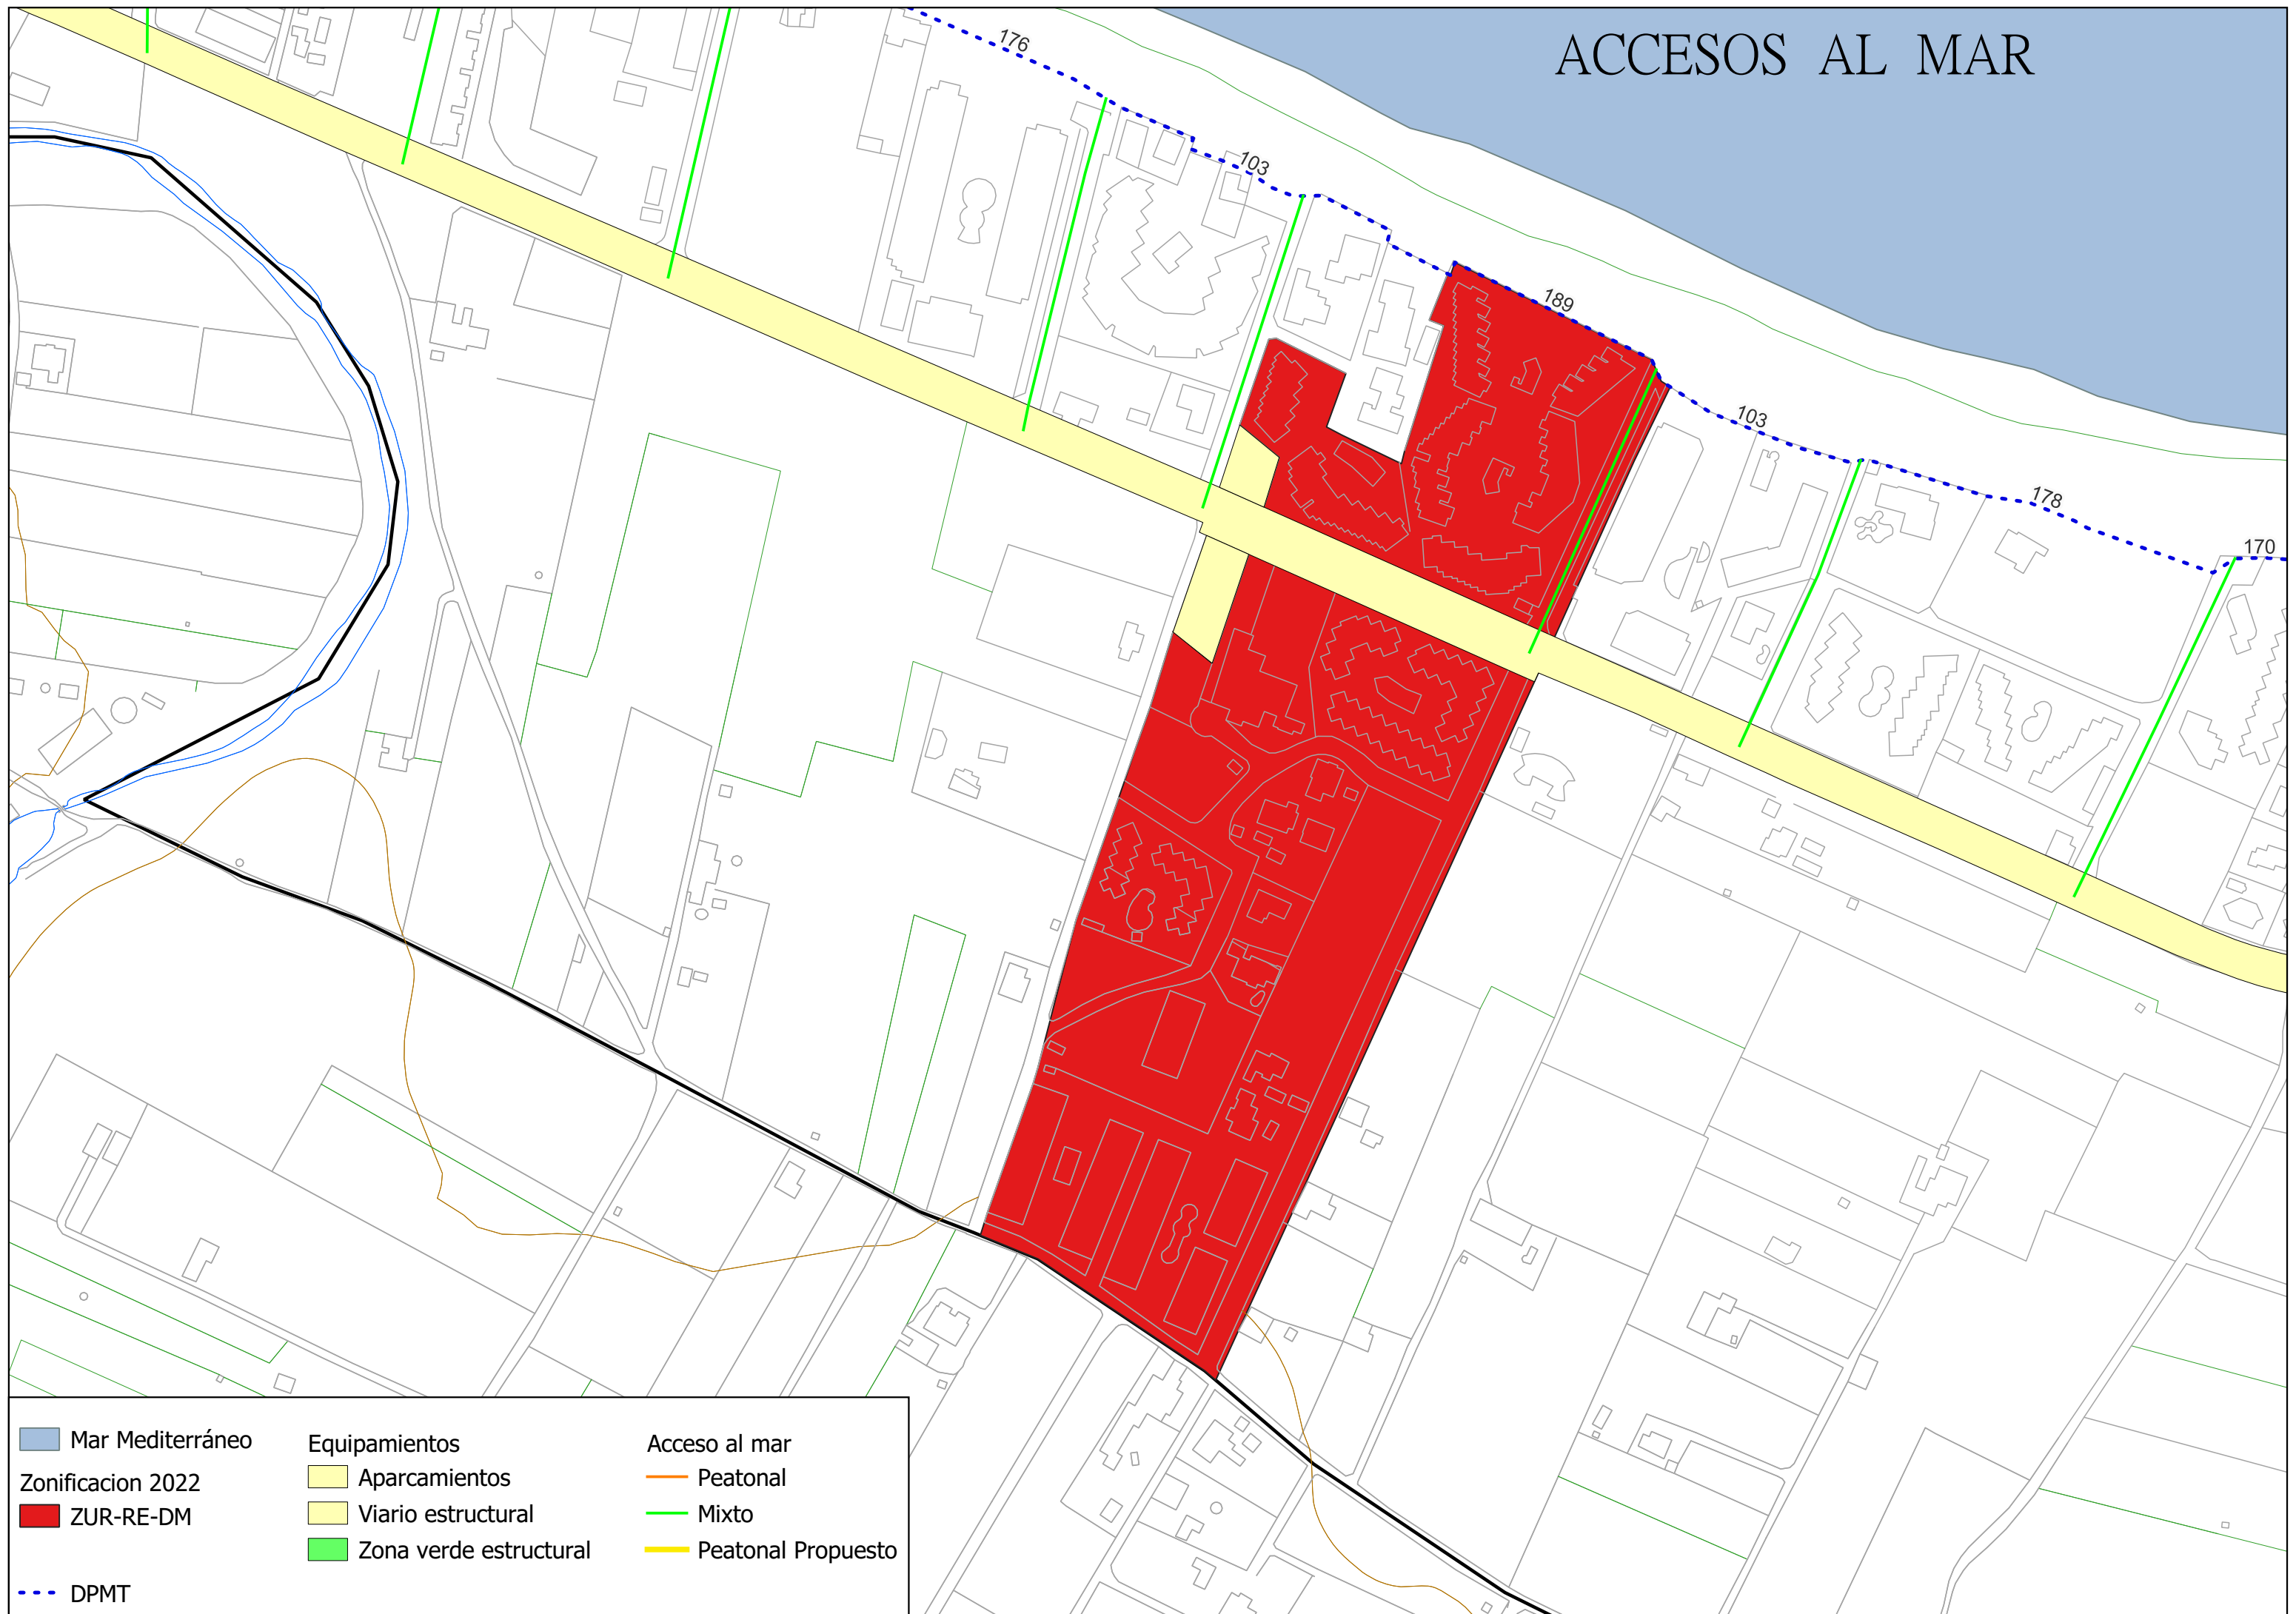 ACCESOS AL MAR
176
103
189
103
178
170
Mar Mediterráneo
Zonificacion 2022
ZUR-RE-DM
DPMT
Equipamientos
Aparcamientos
Viario estructural
Zona verde estructural
Acceso al mar
Peatonal
Mixto
Peatonal Propuesto